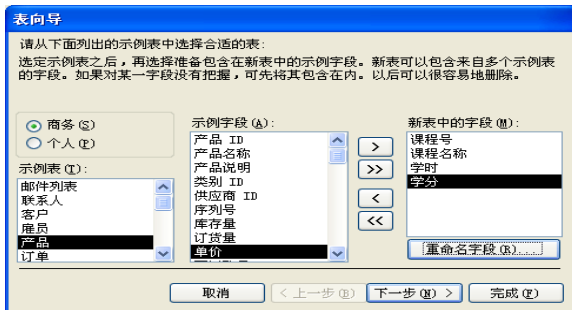 表向导
请从下面列出的示例表中选择合适的表:
选定示例表之后，再选择准备包含在新表中的示例字段。新表可以包含来自多个示例表
的字段。如果对某一字段没有把握，可先将其包含在内。以后可以很容易地删除。
商务(S)
个人(P)
示例表(T):
邮件列表
联系人
客户
雇员
产品
订单
示例字段(A):
产品 ID
产品名称
产品说明
类别 ID
供应商 ID
序列号
库存量
订货量
单价
>
>>
<
<<
新表中的字段(M):
课程号
课程名称
学时
学分
重命名字段(R)...
取消
< 上一步(B)
下一步(N) >
完成(F)